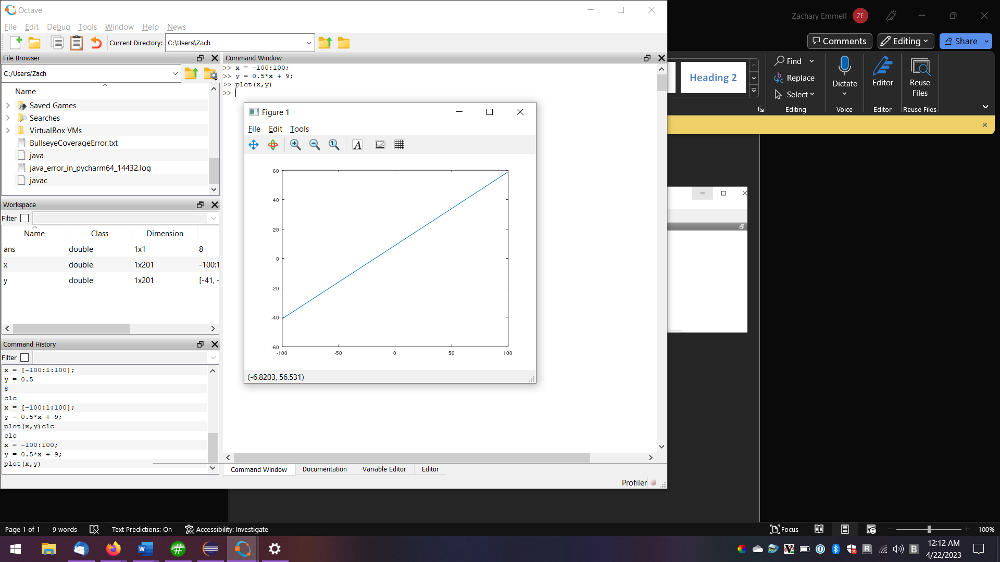 Octave
File Edit Debug Tools Window Help News
Current Directory: C:\Users\Zach
File Browser
C:/Users/Zach
Name
Saved Games
Searches
VirtualBox VMs
BullseyeCoverageError.txt
java
java_error_in_pycharm64_14432.log
javac
Workspace
Filter
Name Class Dimension
ans double 1x1 8
x double 1x201 -100:1
y double 1x201 [-41, -
Command History
Filter
x = [-100:1:100];
y = 0.5
8
clc
x = [-100:1:100];
y = 0.5*x + 9;
plot(x,y)clc
clc
x = -100:100;
y = 0.5*x + 9;
plot(x,y)
Command Window
>> x = -100:100;
>> y = 0.5*x + 9;
>> plot(x,y)
>>
Figure 1
File Edit Tools
A
60
40
20
0
-20
-40
-60
-100 -50 0 50 100
(-6.8203, 56.531)
Command Window Documentation Variable Editor Editor
Profiler
Zachary Emmell ZE
Comments Editing Share
Heading 2
Find
Replace
Select
Editing
Dictate
Voice
Editor
Editor
Reuse
Files
Reuse Files
Page 1 of 1 9 words Text Predictions: On Accessibility: Investigate
Focus 100%
12:12 AM
4/22/2023